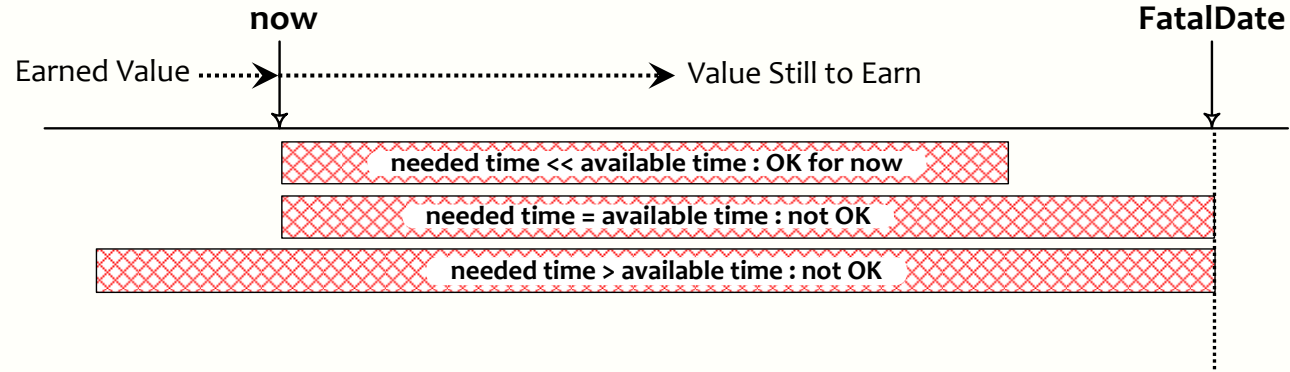 now FatalDate
Earned Value Value Still to Earn
needed time << available time : OK for now
needed time = available time : not OK
needed time > available time : not OK